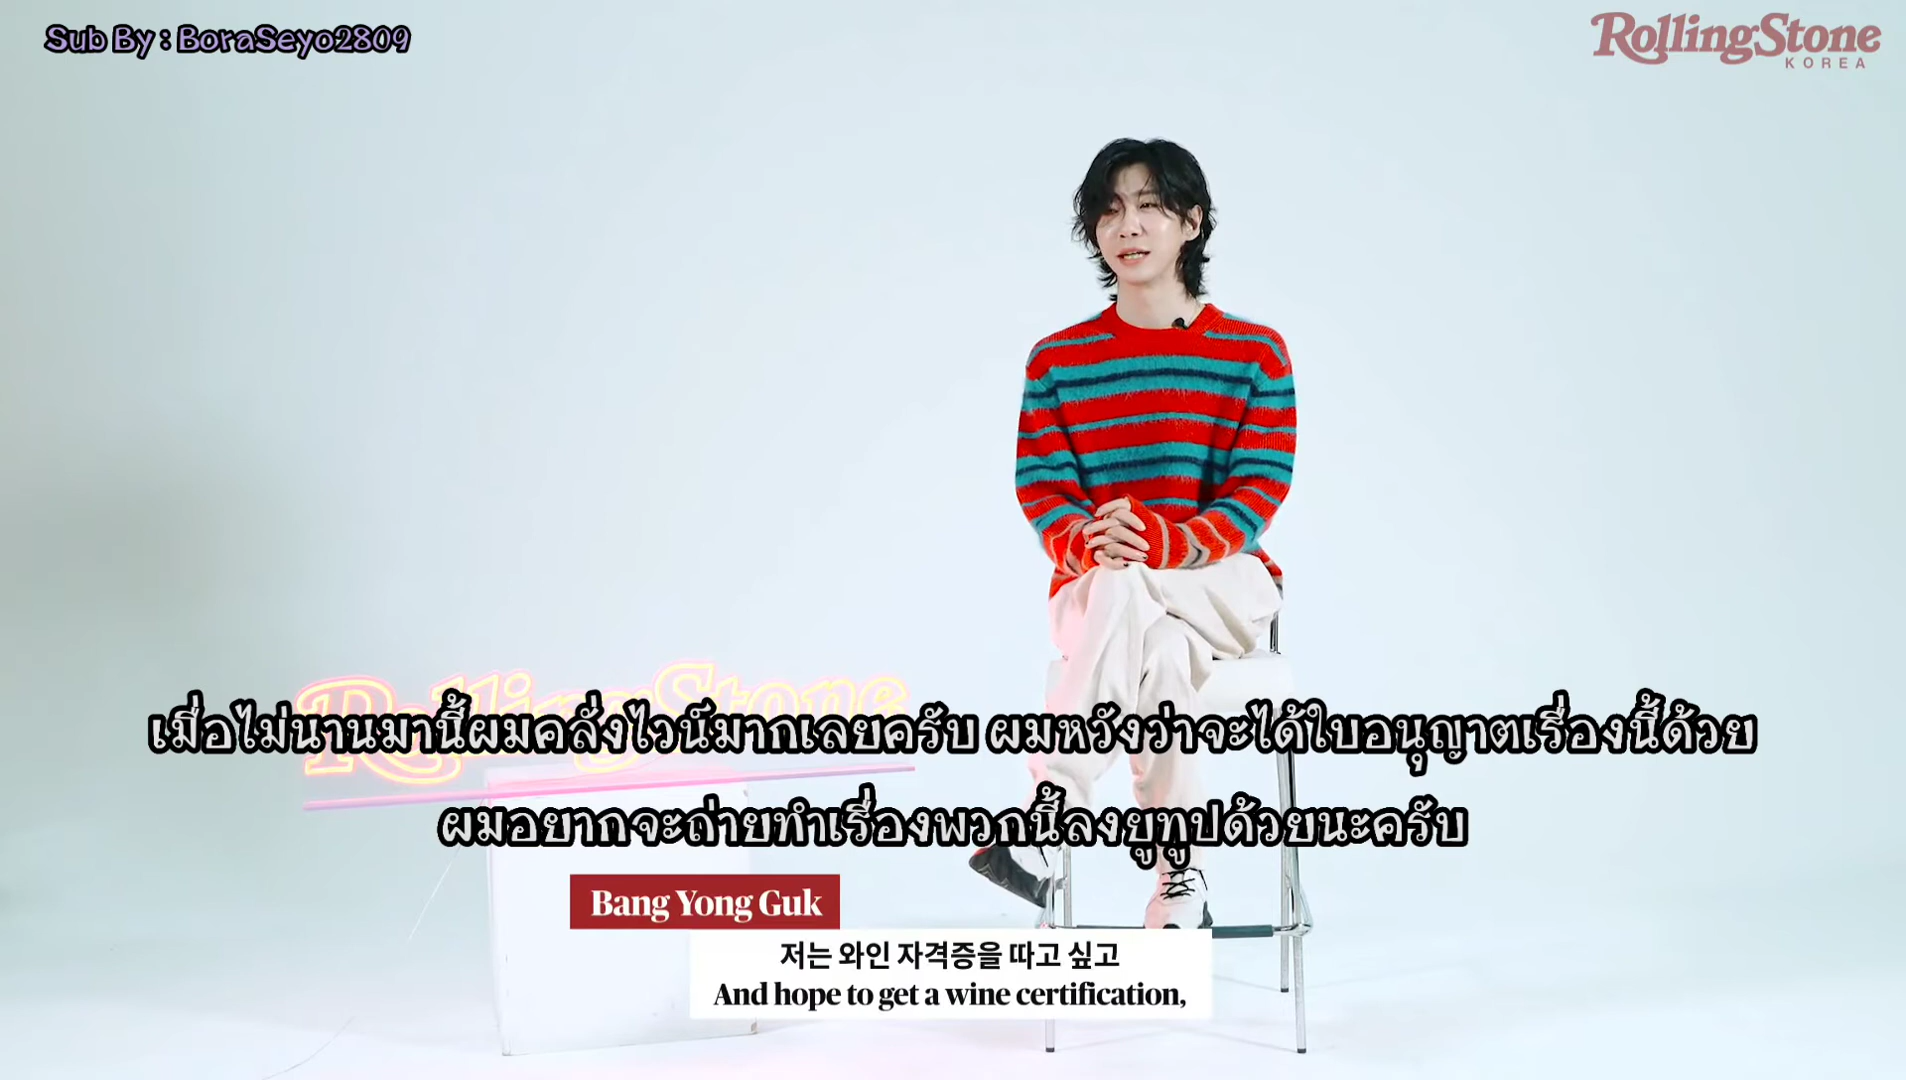 Sub By : BoraSeyo2809
RollingStone
KOREA
RollingStone
เมื่อไม่นานมานี้ผมคลั่งไวน์มากเลยครับ ผมหวังว่าจะได้ใบอนุญาตเรื่องนี้ด้วย
ผมอยากจะถ่ายทำเรื่องพวกนี้ลงยูทูปด้วยนะครับ
Bang Yong Guk
저는 와인 자격증을 따고 싶고
And hope to get a wine certification,